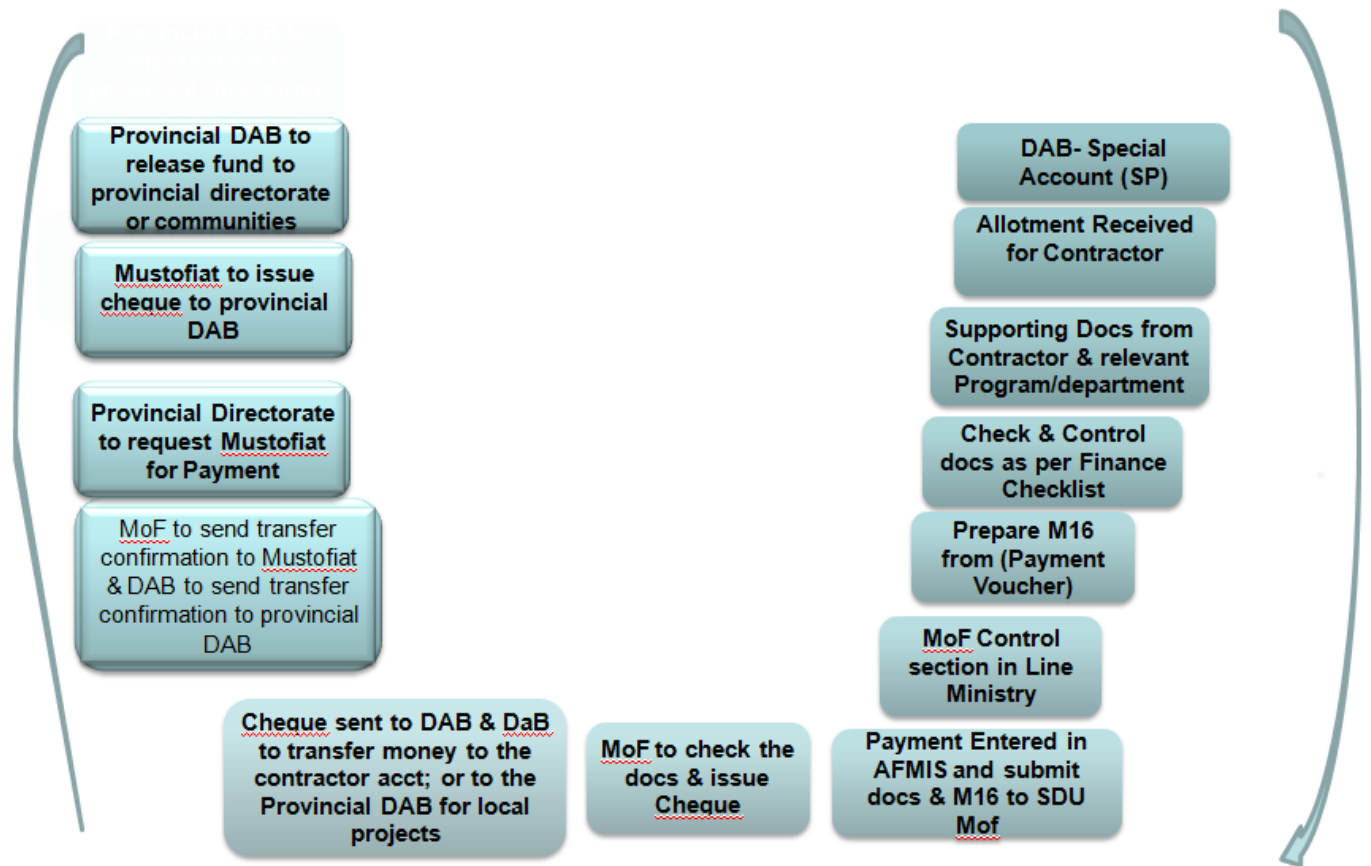 Provincial DAB to
release fund to
provincial directorate
or communities
Mustofiat to issue
cheque to provincial
DAB
Provincial Directorate
to request Mustofiat
for Payment
MoF to send transfer
confirmation to Mustofiat
& DAB to send transfer
confirmation to provincial
DAB
Cheque sent to DAB & DaB
to transfer money to the
contractor acct; or to the
Provincial DAB for local
projects
MoF to check the
docs & issue
Cheque
DAB- Special
Account (SP)
Allotment Received
for Contractor
Supporting Docs from
Contractor & relevant
Program/department
Check & Control
docs as per Finance
Checklist
Prepare M16
from (Payment
Voucher)
MoF Control
section in Line
Ministry
Payment Entered in
AFMIS and submit
docs & M16 to SDU
Mof